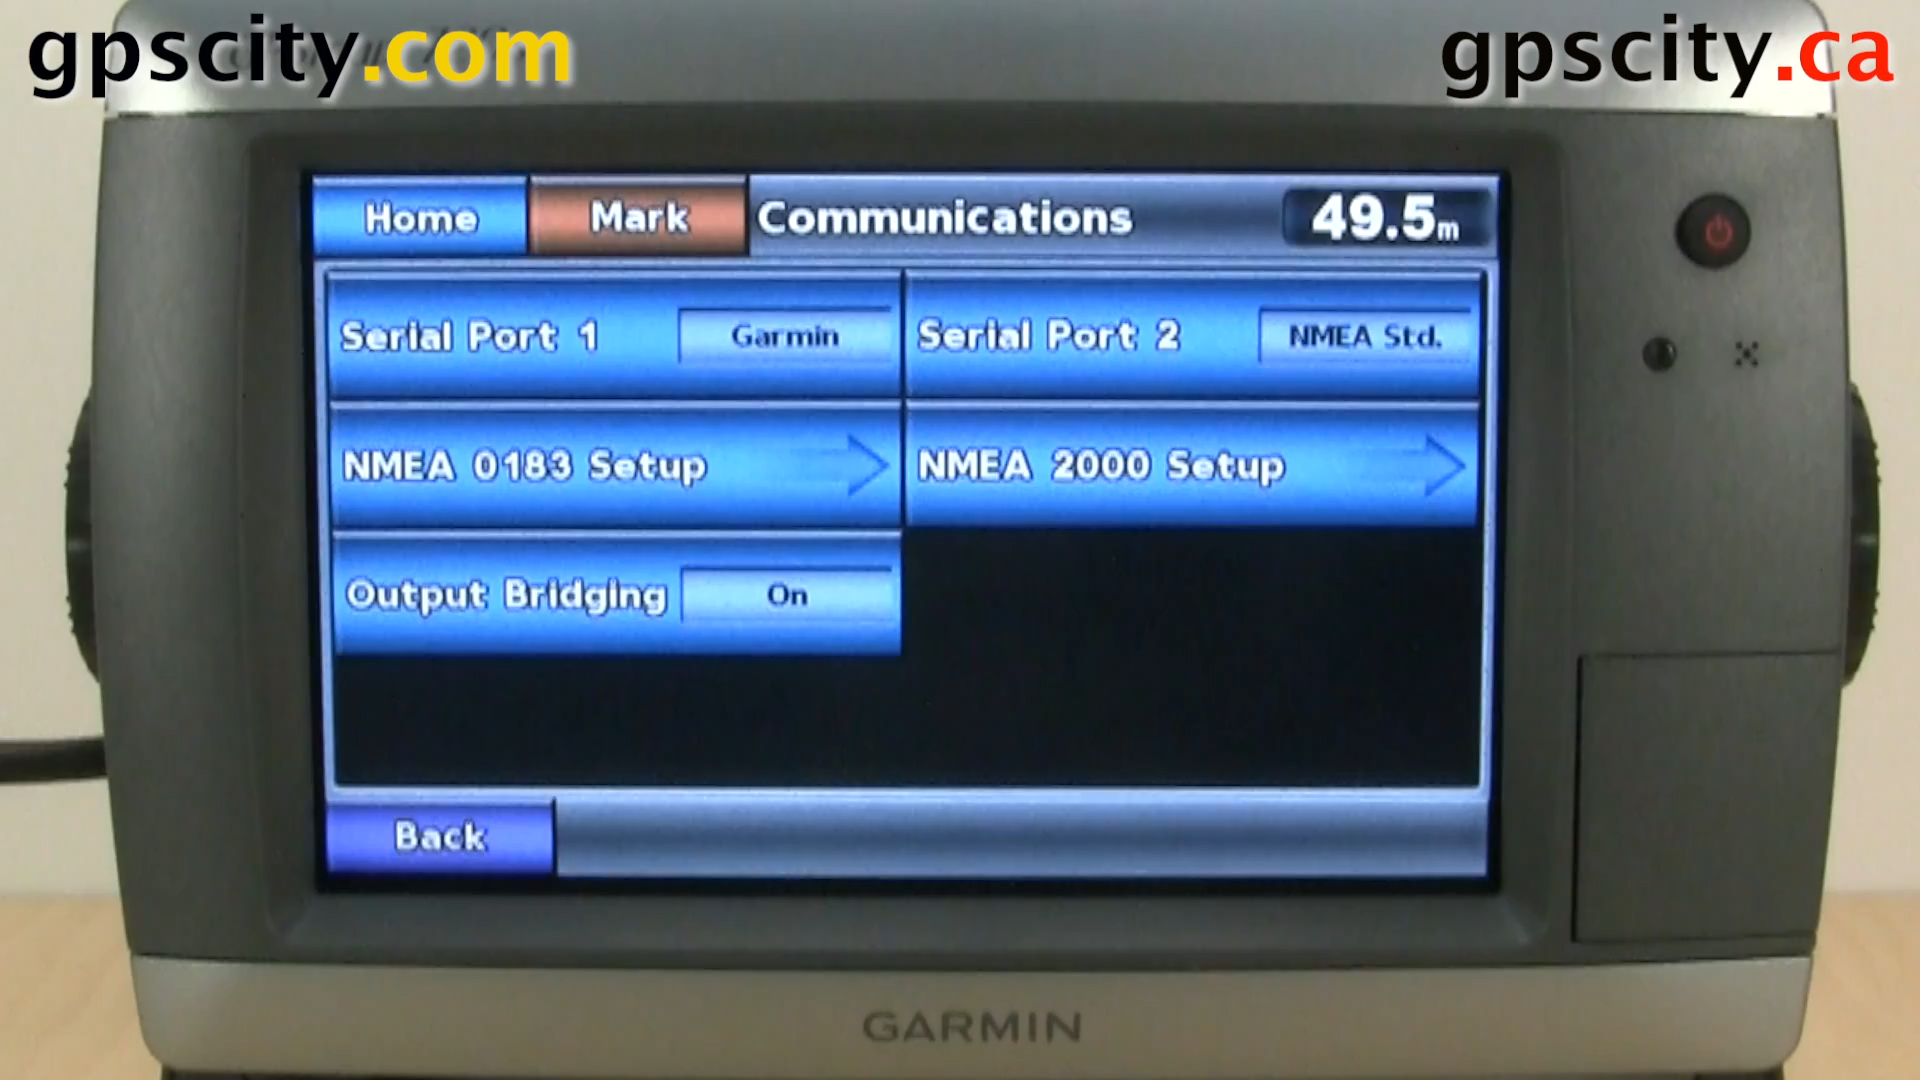 gpscity.com
gpscity.ca
Home
Mark
Communications
49.5m
Serial Port 1
Garmin
Serial Port 2
NMEA Std.
NMEA 0183 Setup
NMEA 2000 Setup
Output Bridging
On
Back
GARMIN